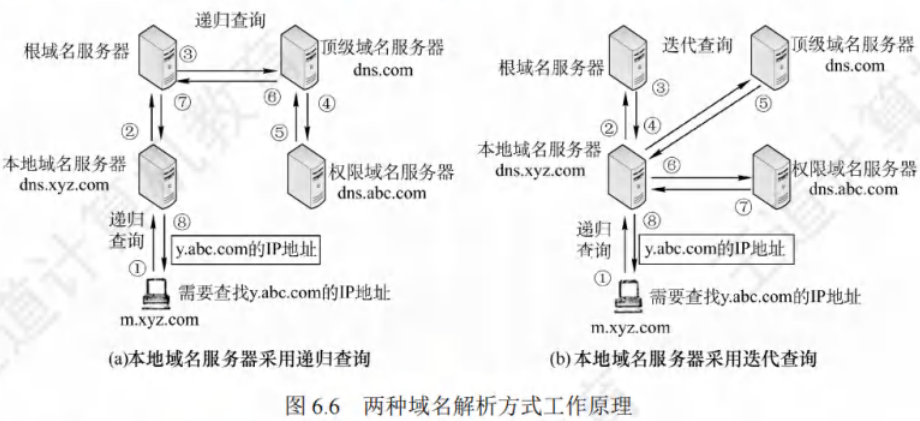 递归查询
根域名服务器
③
顶级域名服务器
dns.com
⑦
⑥
④
②
⑤
本地域名服务器
dns.xyz.com
权限域名服务器
dns.abc.com
递归
查询
⑧
y.abc.com的IP地址
①
需要查找y.abc.com的IP地址
m.xyz.com
(a)本地域名服务器采用递归查询
迭代查询
根域名服务器
顶级域名服务器
dns.com
③
②
④
⑤
本地域名服务器
dns.xyz.com
⑥
权限域名服务器
dns.abc.com
⑦
递归
查询
⑧
y.abc.com的IP地址
①
需要查找y.abc.com的IP地址
m.xyz.com
(b)本地域名服务器采用迭代查询
图 6.6 两种域名解析方式工作原理